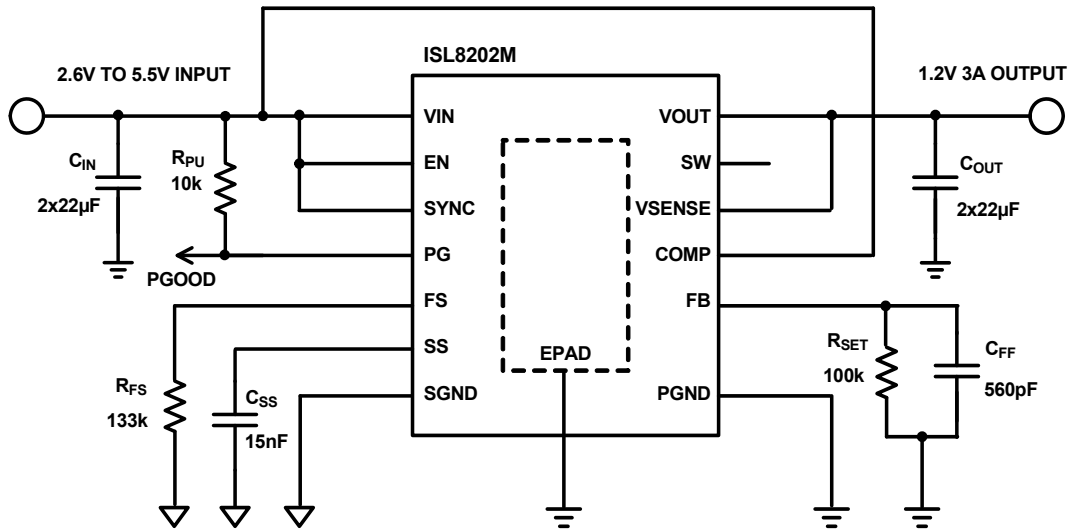 ISL8202M
2.6V TO 5.5V INPUT
1.2V 3A OUTPUT
VIN
VOUT
CIN
2x22µF
RPU
10k
EN
SW
COUT
2x22µF
SYNC
VSENSE
PG
COMP
PGOOD
FS
FB
SS
EPAD
RSET
100k
CFF
560pF
RFS
133k
CSS
15nF
SGND
PGND